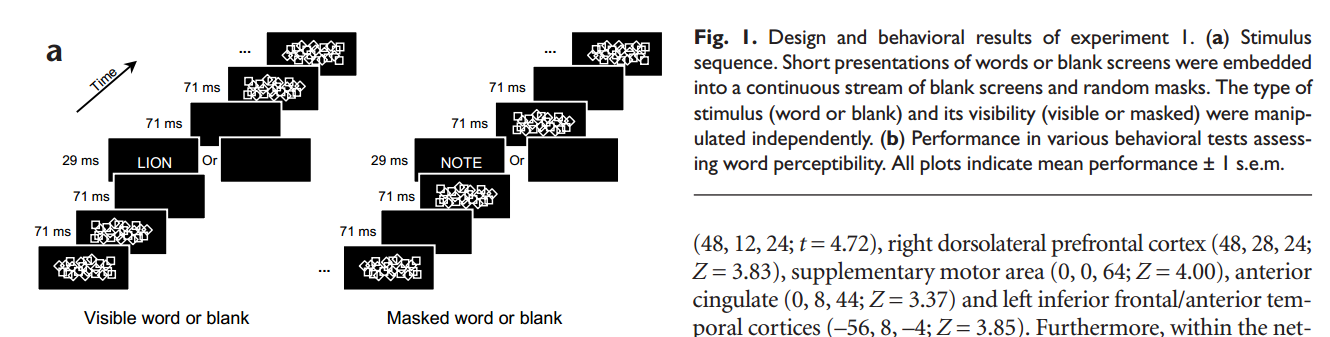 a
Time
...
71 ms
71 ms
29 ms
LION
Or
71 ms
71 ms
Visible word or blank
...
71 ms
71 ms
29 ms
NOTE
Or
71 ms
71 ms
...
Masked word or blank
Fig. 1. Design and behavioral results of experiment 1. (a) Stimulus
sequence. Short presentations of words or blank screens were embedded
into a continuous stream of blank screens and random masks. The type of
stimulus (word or blank) and its visibility (visible or masked) were manip-
ulated independently. (b) Performance in various behavioral tests assess-
ing word perceptibility. All plots indicate mean performance ± 1 s.e.m.
(48, 12, 24; t = 4.72), right dorsolateral prefrontal cortex (48, 28, 24;
Z = 3.83), supplementary motor area (0, 0, 64; Z = 4.00), anterior
cingulate (0, 8, 44; Z = 3.37) and left inferior frontal/anterior tem-
poral cortices (–56, 8, –4; Z = 3.85). Furthermore, within the net-